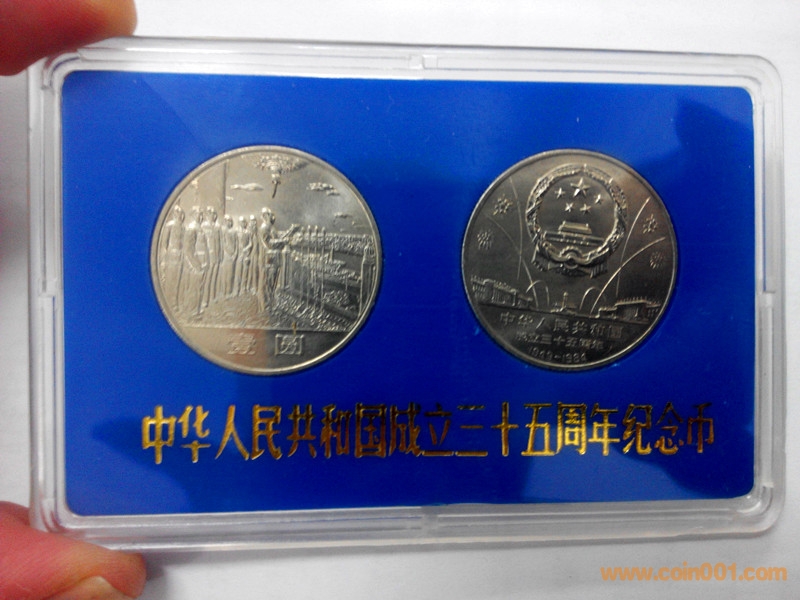 壹圆
中华人民共和国
成立三十五周年
1949-1984
中华人民共和国成立三十五周年纪念币
www.coin001.com